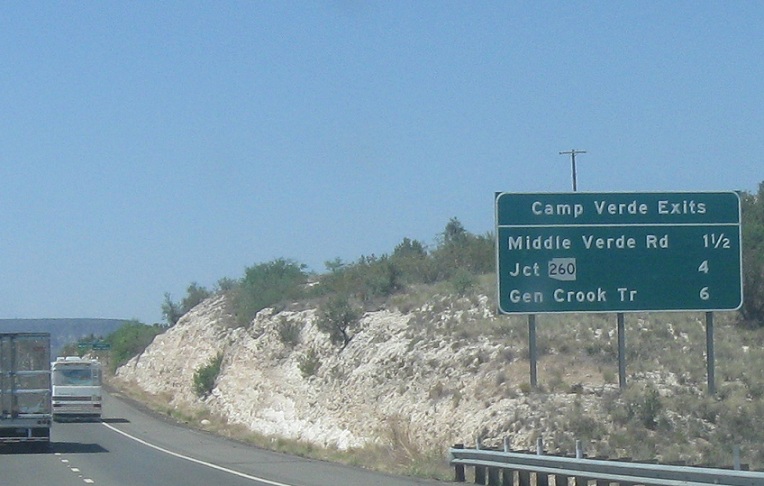 Camp Verde Exits
Middle Verde Rd 1½
Jct 260 4
Gen Crook Tr 6